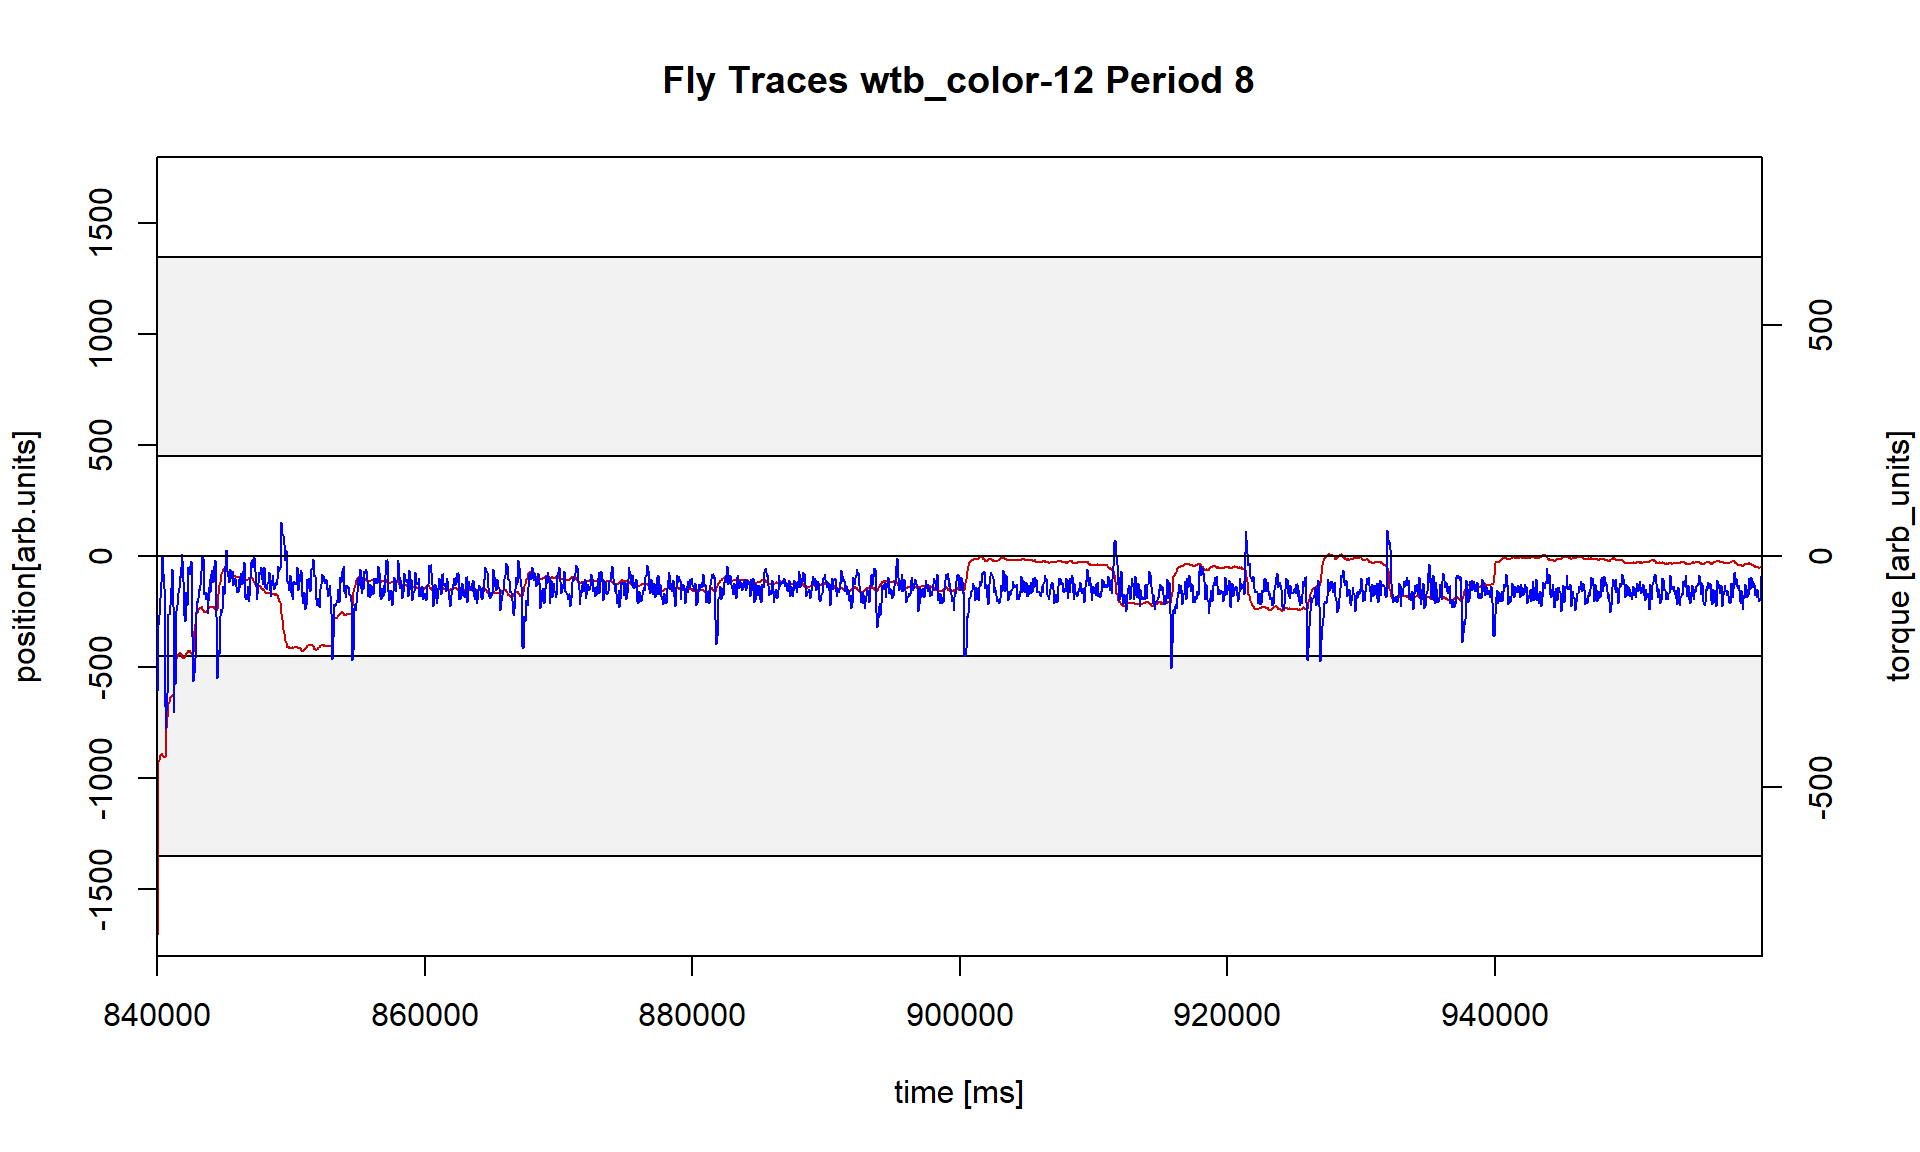 Fly Traces wtb_color-12 Period 8
1500
1000
500
0
-500
-1000
-1500
position[arb.units]
500
0
-500
torque [arb_units]
840000 860000 880000 900000 920000 940000
time [ms]